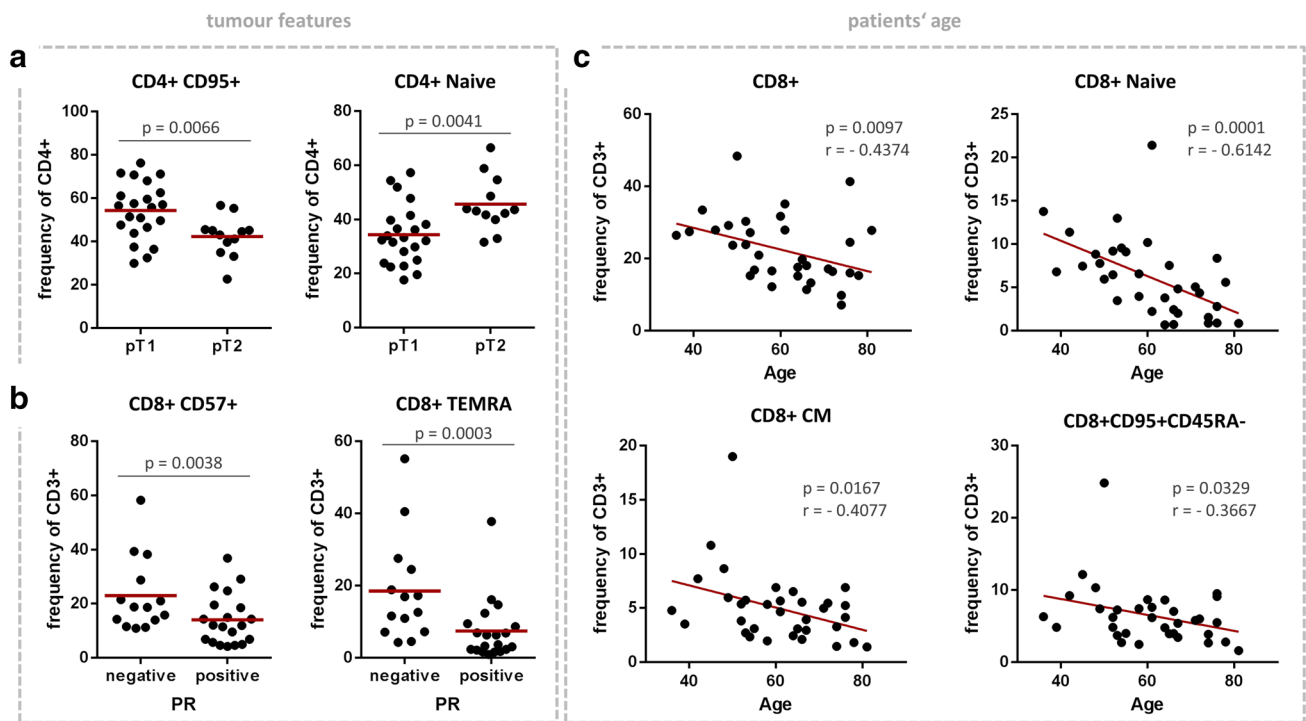 tumour features
patients‘ age
a
CD4+ CD95+
p = 0.0066
frequency of CD4+
100
80
60
40
20
0
pT1 pT2
CD4+ Naive
p = 0.0041
frequency of CD4+
80
60
40
20
0
pT1 pT2
b
CD8+ CD57+
p = 0.0038
frequency of CD3+
80
60
40
20
0
negative positive
PR
CD8+ TEMRA
p = 0.0003
frequency of CD3+
60
40
20
0
negative positive
PR
c
CD8+
p = 0.0097
r = - 0.4374
frequency of CD3+
60
40
20
0
40 60 80
Age
CD8+ Naive
p = 0.0001
r = - 0.6142
frequency of CD3+
25
20
15
10
5
0
40 60 80
Age
CD8+ CM
p = 0.0167
r = - 0.4077
frequency of CD3+
20
15
10
5
0
40 60 80
Age
CD8+CD95+CD45RA-
p = 0.0329
r = - 0.3667
frequency of CD3+
30
20
10
0
40 60 80
Age